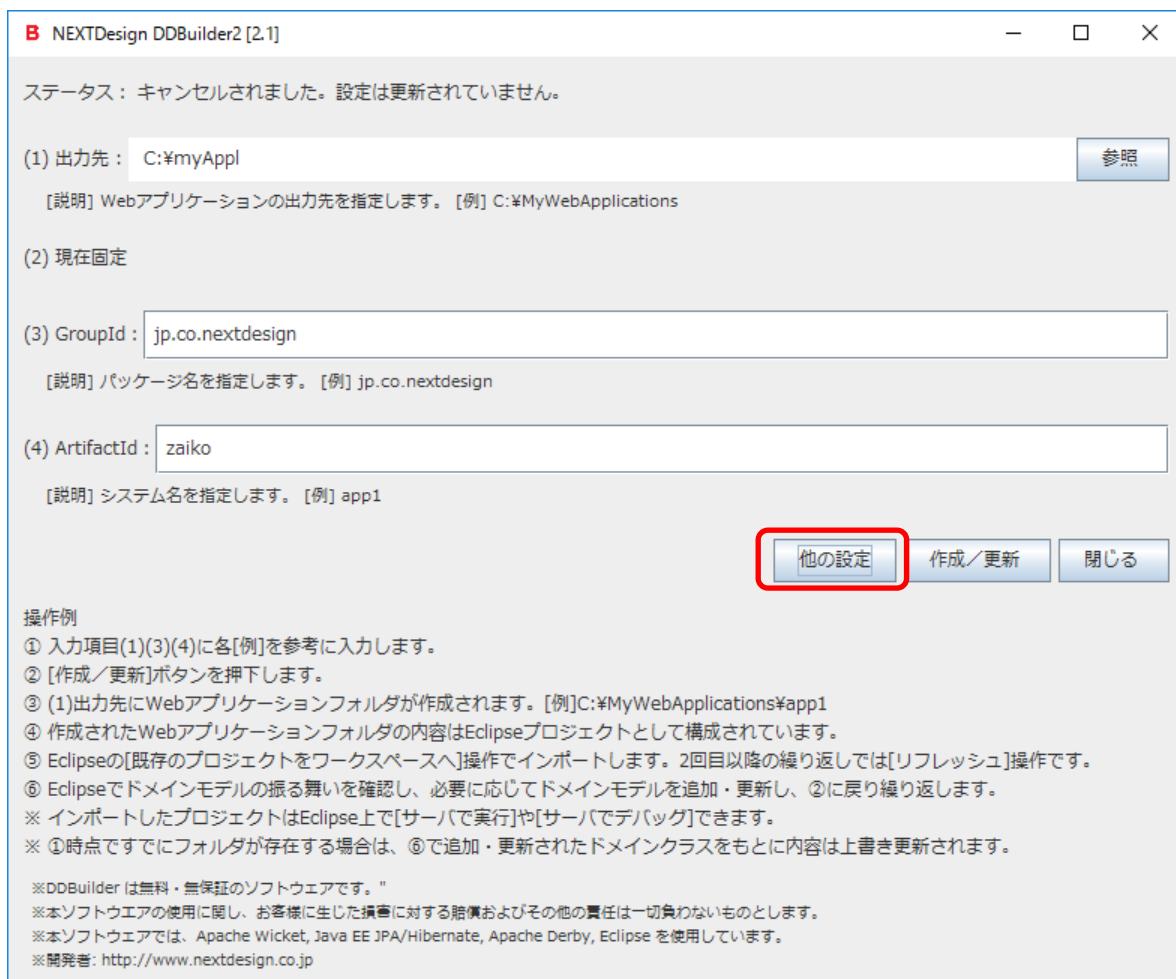 B NEXTDesign DDBuilder2 [2.1]
ステータス： キャンセルされました。設定は更新されていません。
(1) 出力先： C:¥myAppl 参照
[説明] Webアプリケーションの出力先を指定します。 [例] C:¥MyWebApplications
(2) 現在固定
(3) GroupId： jp.co.nextdesign
[説明] パッケージ名を指定します。 [例] jp.co.nextdesign
(4) ArtifactId： zaiko
[説明] システム名を指定します。 [例] app1
他の設定 作成／更新 閉じる
操作例
① 入力項目(1)(3)(4)に各[例]を参考に入力します。
② [作成／更新]ボタンを押下します。
③ (1)出力先にWebアプリケーションフォルダが作成されます。[例]C:¥MyWebApplications¥app1
④ 作成されたWebアプリケーションフォルダの内容はEclipseプロジェクトとして構成されています。
⑤ Eclipseの[既存のプロジェクトをワークスペースへ]操作でインポートします。2回目以降の繰り返しでは[リフレッシュ]操作です。
⑥ Eclipseでドメインモデルの振る舞いを確認し、必要に応じてドメインモデルを追加・更新し、②に戻り繰り返します。
※ インポートしたプロジェクトはEclipse上で[サーバで実行]や[サーバでデバッグ]できます。
※ ①時点ですでにフォルダが存在する場合は、⑥で追加・更新されたドメインクラスをもとに内容は上書き更新されます。
※DDBuilder は無料・無保証のソフトウェアです。"
※本ソフトウエアの使用に関し、お客様に生じた損害に対する賠償およびその他の責任は一切負わないものとします。
※本ソフトウエアでは、Apache Wicket, Java EE JPA/Hibernate, Apache Derby, Eclipse を使用しています。
※開発者: http://www.nextdesign.co.jp